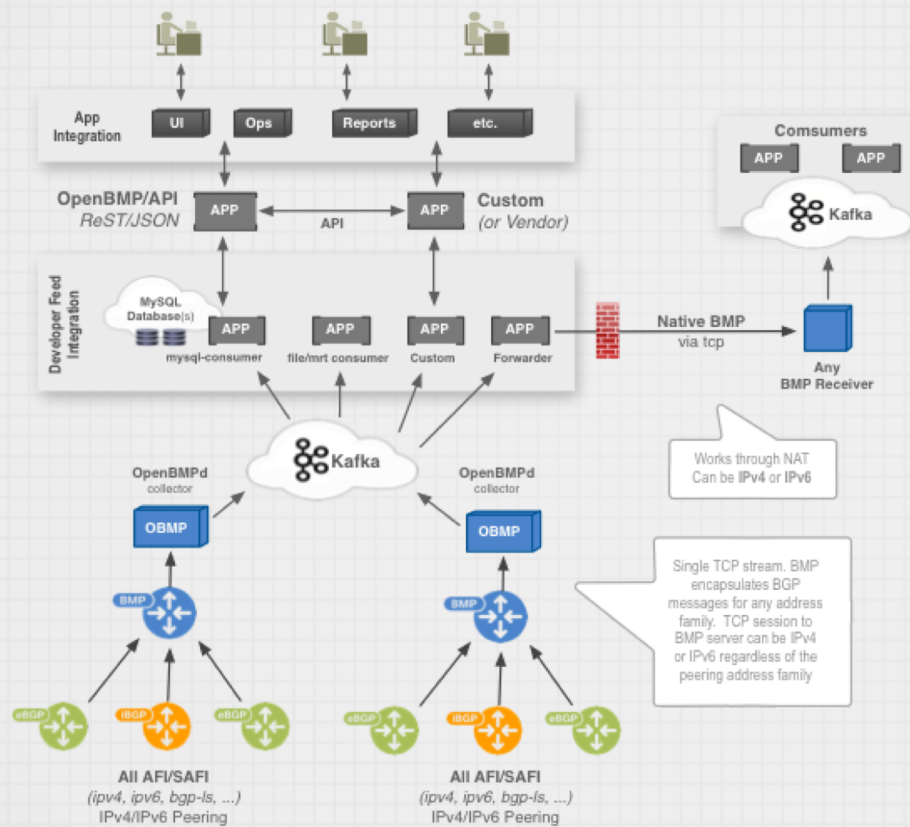 App
Integration
UI
Ops
Reports
etc.
OpenBMP/API
ReST/JSON
APP
API
APP
Custom
(or Vendor)
Comsumers
APP
APP
Kafka
Developer Feed
Integration
MySQL
Database(s)
APP
mysql-consumer
APP
file/mrt consumer
APP
Custom
APP
Forwarder
Native BMP
via tcp
Any
BMP Receiver
Works through NAT
Can be IPv4 or IPv6
Kafka
OpenBMPd
collector
OBMP
OpenBMPd
collector
OBMP
Single TCP stream. BMP
encapsulates BGP
messages for any address
family. TCP session to
BMP server can be IPv4
or IPv6 regardless of the
peering address family
BMP
BMP
eBGP
iBGP
eBGP
eBGP
iBGP
eBGP
All AFI/SAFI
(ipv4, ipv6, bgp-ls, ...)
IPv4/IPv6 Peering
All AFI/SAFI
(ipv4, ipv6, bgp-ls, ...)
IPv4/IPv6 Peering